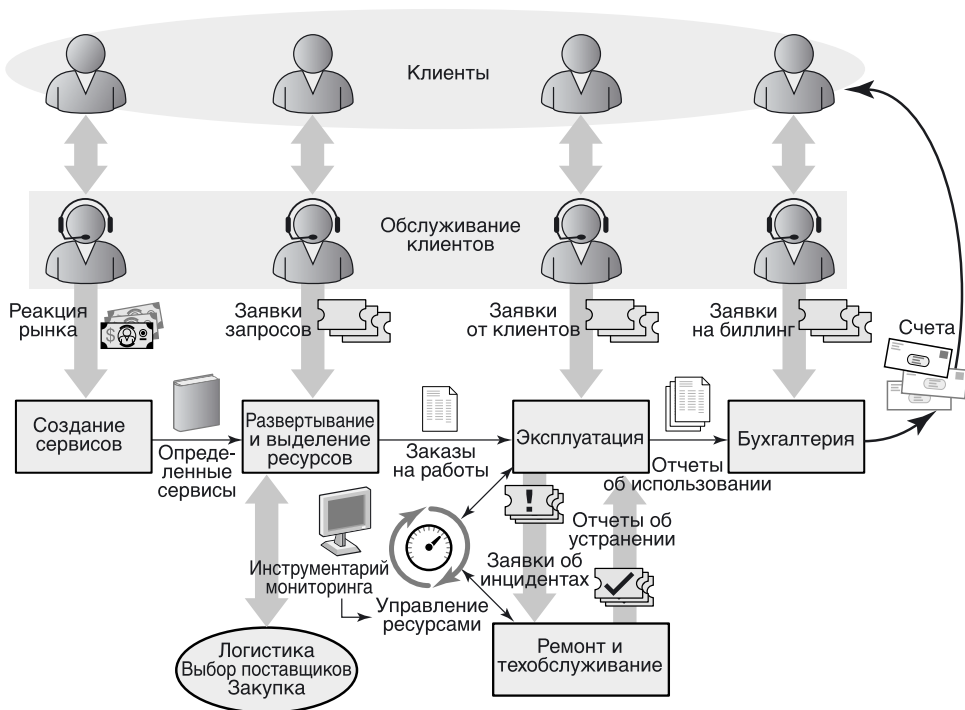 Клиенты
Обслуживание
клиентов
Реакция
рынка
$
Заявки
запросов
Заявки
от клиентов
Заявки
на биллинг
Счета
Создание
сервисов
Опреде-
ленные
сервисы
Развертывание
и выделение
ресурсов
Заказы
на работы
Эксплуатация
Отчеты
об использовании
Бухгалтерия
!
Отчеты об
устранении
Инструментарий
мониторинга
Заявки об
инцидентах
Управление
ресурсами
Логистика
Выбор поставщиков
Закупка
Ремонт и
техобслуживание